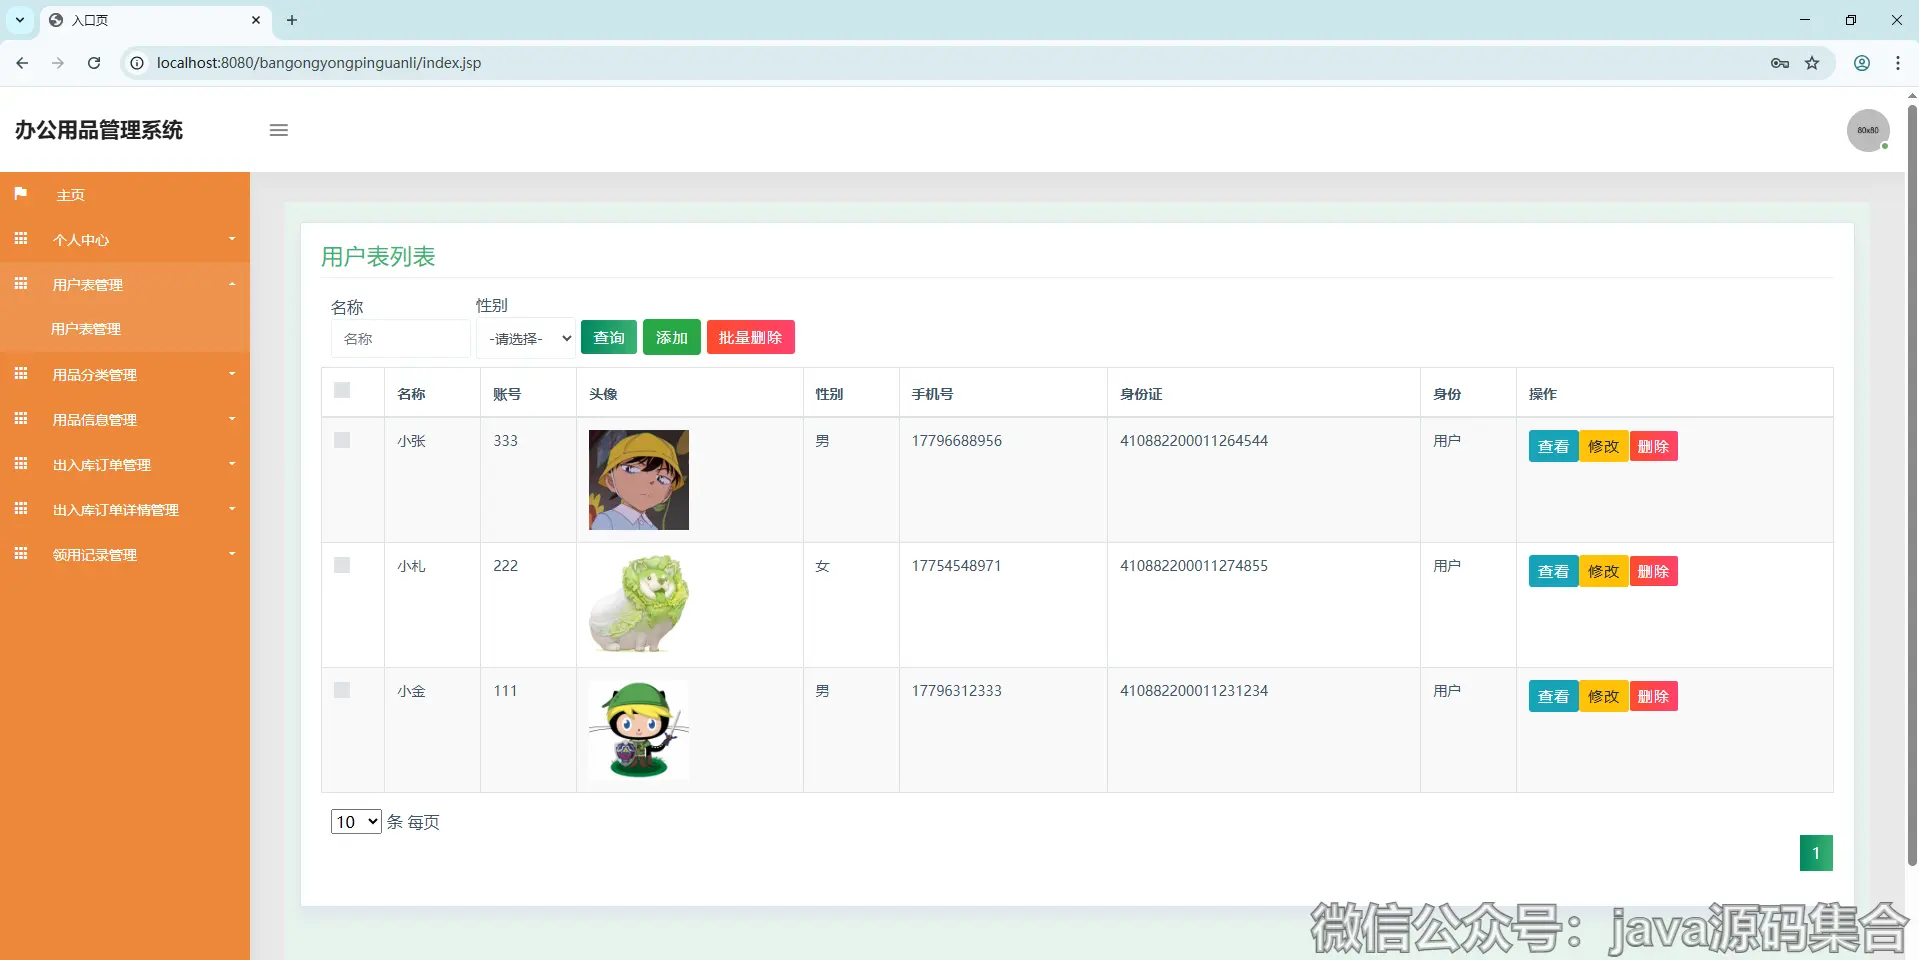 入口页
localhost:8080/bangongyongpinguanli/index.jsp
办公用品管理系统
80x80
主页
个人中心
用户表管理
用户表管理
用品分类管理
用品信息管理
出入库订单管理
出入库订单详情管理
领用记录管理
用户表列表
名称 性别
名称 -请选择- 查询 添加 批量删除
名称 账号 头像 性别 手机号 身份证 身份 操作
小张 333 男 17796688956 410882200011264544 用户 查看 修改 删除
小札 222 女 17754548971 410882200011274855 用户 查看 修改 删除
小金 111 男 17796312333 410882200011231234 用户 查看 修改 删除
10 条 每页
1
微信公众号：java源码集合